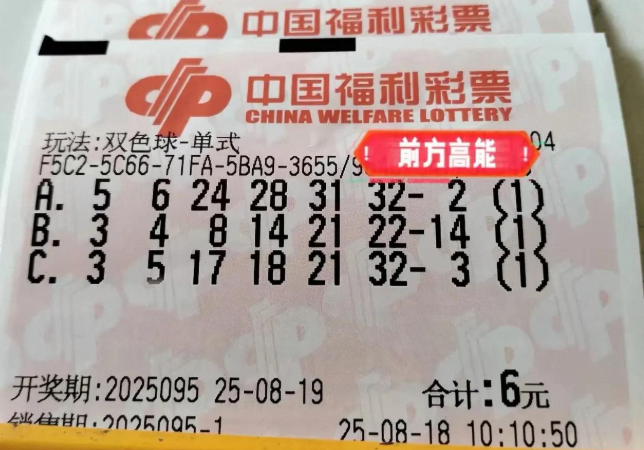 中国福利彩票
中国福利彩票
CHINA WELFARE LOTTERY
玩法:双色球-单式 04
前方高能
F5C2-5C66-71FA-5BA9-3655/9
A. 5 6 24 28 31 32- 2 (1)
B. 3 4 8 14 21 22-14 (1)
C. 3 5 17 18 21 32- 3 (1)
开奖期:2025095 25-08-19 合计:6元
销售期:2025095-1 25-08-18 10:10:50